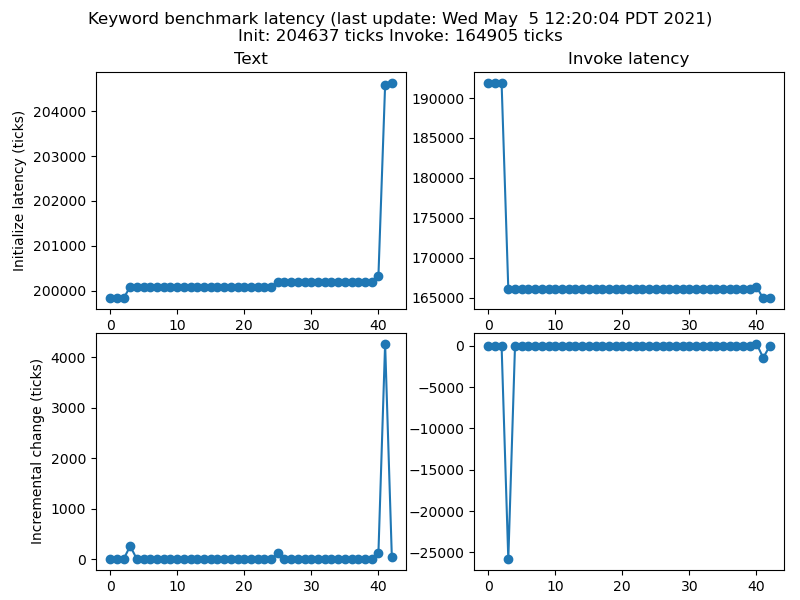 Keyword benchmark latency (last update: Wed May  5 12:20:04 PDT 2021)
Init: 204637 ticks Invoke: 164905 ticks
Text
Invoke latency
Initialize latency (ticks)
204000
203000
202000
201000
200000
0 10 20 30 40
190000
185000
180000
175000
170000
165000
0 10 20 30 40
Incremental change (ticks)
4000
3000
2000
1000
0
0 10 20 30 40
0
−5000
−10000
−15000
−20000
−25000
0 10 20 30 40